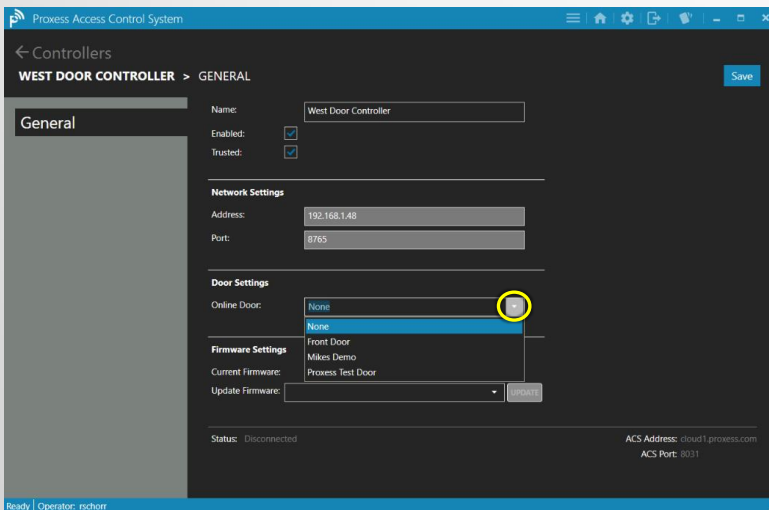 Proxess Access Control System
Controllers
WEST DOOR CONTROLLER > GENERAL
Save
General
Name: West Door Controller
Enabled:
Trusted:
Network Settings
Address: 192.168.1.48
Port: 8765
Door Settings
Online Door: None
None
Front Door
Mikes Demo
Proxess Test Door
Firmware Settings
Current Firmware:
Update Firmware: UPDATE
Status: Disconnected
ACS Address: cloud1.proxess.com
ACS Port: 8031
Ready Operator: rschorr